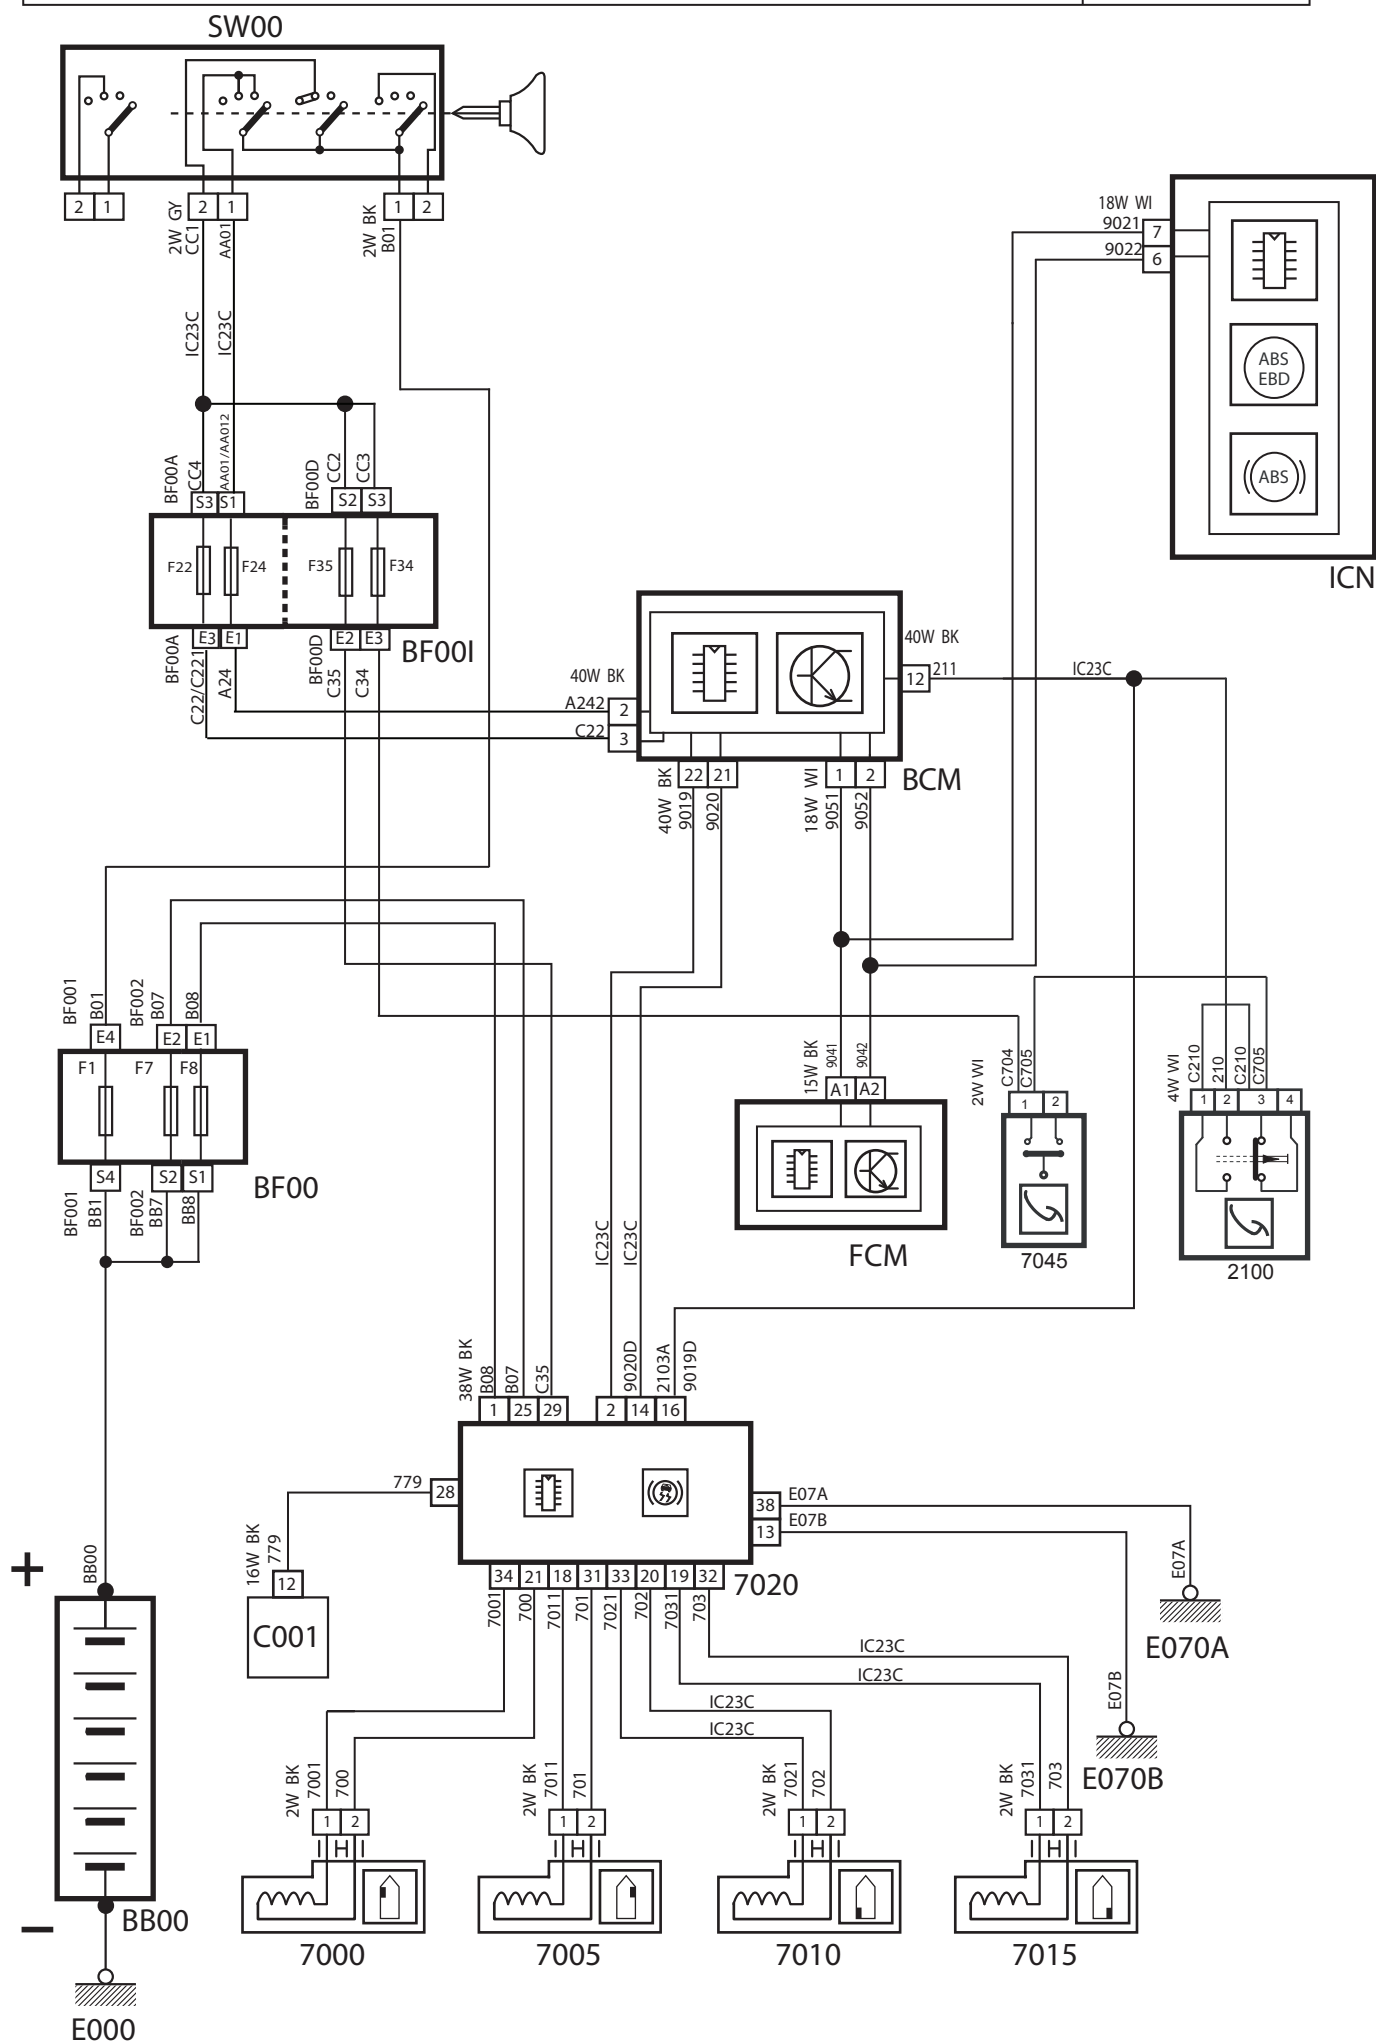 SW00
2 1
2 1
1 2
2W GY
CC1
AA01
2W BK
B01
18W WI
9021
9022
7
6
ABS
EBD
ABS
ICN
IC23C
IC23C
BF00A
CC4
AA01/AA012
BF00D
CC2
CC3
S3 S1
S2 S3
F22
F24
F35
F34
E3 E1
E2 E3
BF00I
BF00A
C22/C221
A24
BF00D
C35
C34
40W BK
A242
2
C22
3
40W BK
12
211
IC23C
22 21
1 2
BCM
40W BK
9019
9020
18W WI
9051
9052
BF001
B01
BF002
B07
B08
E4
E2 E1
F1
F7
F8
S4
S2 S1
BF00
BF001
BB1
BF002
BB7
BB8
15W BK
9041
9042
A1 A2
FCM
2W WI
C704
C705
1 2
7045
4W WI
C210
210
C210
C705
1 2 3 4
2100
IC23C
IC23C
38W BK
B08
B07
C35
9020D
2103A
9019D
1 25 29
2 14 16
779
28
38
E07A
13
E07B
16W BK
779
12
C001
34 21 18 31 33 20 19 32
7020
7001
700
7011
701
7021
702
7031
703
E07A
E070A
E07B
E070B
IC23C
IC23C
IC23C
IC23C
+
BB00
−
BB00
E000
2W BK
7001
700
1 2
7000
2W BK
7011
701
1 2
7005
2W BK
7021
702
1 2
7010
2W BK
7031
703
1 2
7015